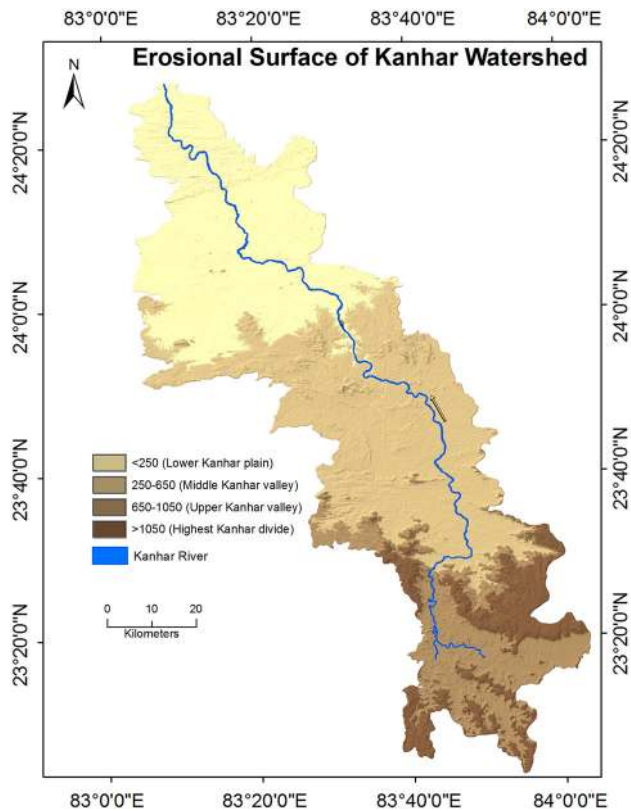 83°0'0"E 83°20'0"E 83°40'0"E 84°0'0"E
Erosional Surface of Kanhar Watershed
N
24°20'0"N
24°20'0"N
24°0'0"N
24°0'0"N
23°40'0"N
23°40'0"N
23°20'0"N
23°20'0"N
<250 (Lower Kanhar plain)
250-650 (Middle Kanhar valley)
650-1050 (Upper Kanhar valley)
>1050 (Highest Kanhar divide)
Kanhar River
0 10 20
Kilometers
83°0'0"E 83°20'0"E 83°40'0"E 84°0'0"E